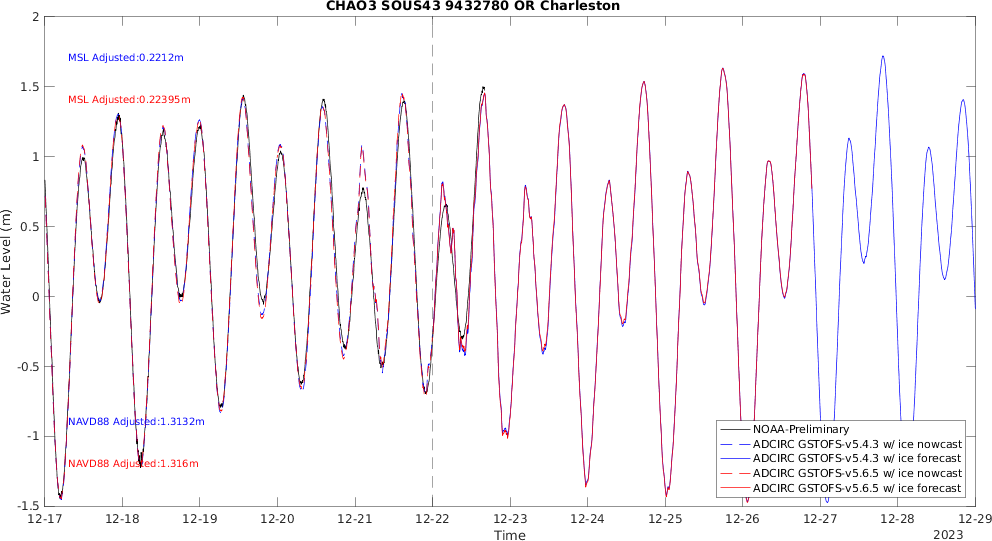 CHAO3 SOUS43 9432780 OR Charleston
Water Level (m)
2
1.5
1
0.5
0
-0.5
-1
-1.5
MSL Adjusted:0.2212m
MSL Adjusted:0.22395m
NAVD88 Adjusted:1.3132m
NAVD88 Adjusted:1.316m
NOAA-Preliminary
ADCIRC GSTOFS-v5.4.3 w/ ice nowcast
ADCIRC GSTOFS-v5.4.3 w/ ice forecast
ADCIRC GSTOFS-v5.6.5 w/ ice nowcast
ADCIRC GSTOFS-v5.6.5 w/ ice forecast
12-17 12-18 12-19 12-20 12-21 12-22 12-23 12-24 12-25 12-26 12-27 12-28 12-29
Time
2023